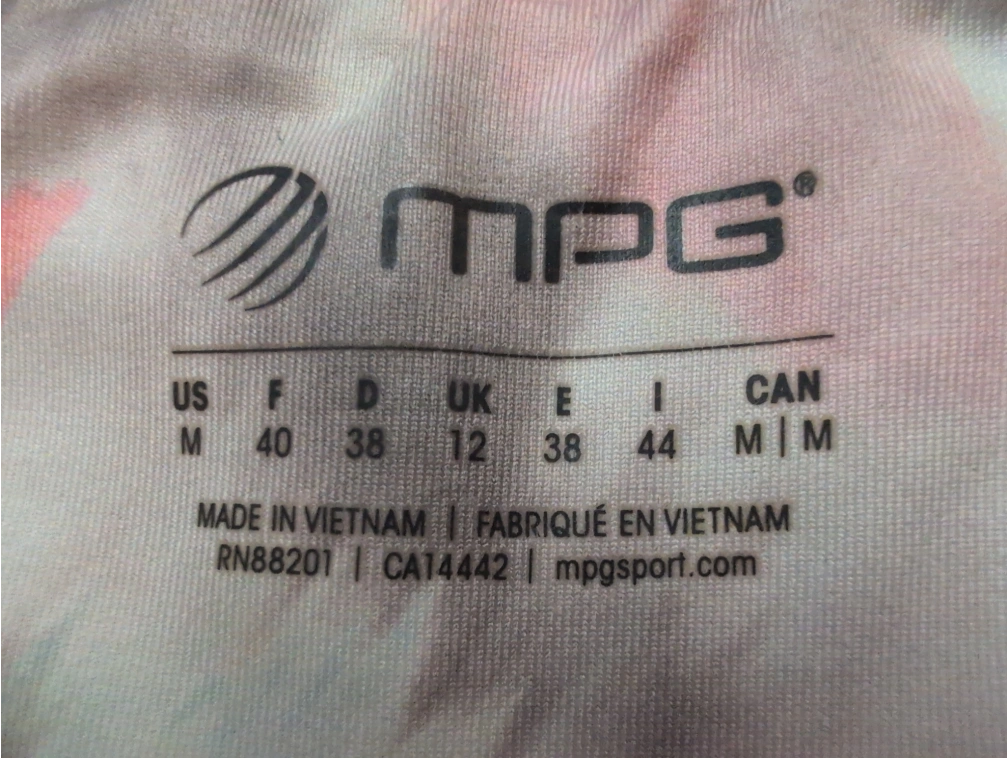 mPG®
US F D UK E I CAN
M 40 38 12 38 44 M | M
MADE IN VIETNAM | FABRIQUÉ EN VIETNAM
RN88201 | CA14442 | mpgsport.com